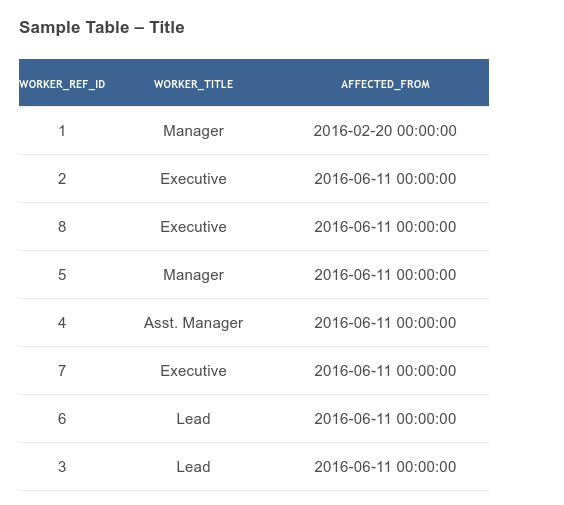 Sample Table – Title
WORKER_REF_ID WORKER_TITLE AFFECTED_FROM
1 Manager 2016-02-20 00:00:00
2 Executive 2016-06-11 00:00:00
8 Executive 2016-06-11 00:00:00
5 Manager 2016-06-11 00:00:00
4 Asst. Manager 2016-06-11 00:00:00
7 Executive 2016-06-11 00:00:00
6 Lead 2016-06-11 00:00:00
3 Lead 2016-06-11 00:00:00